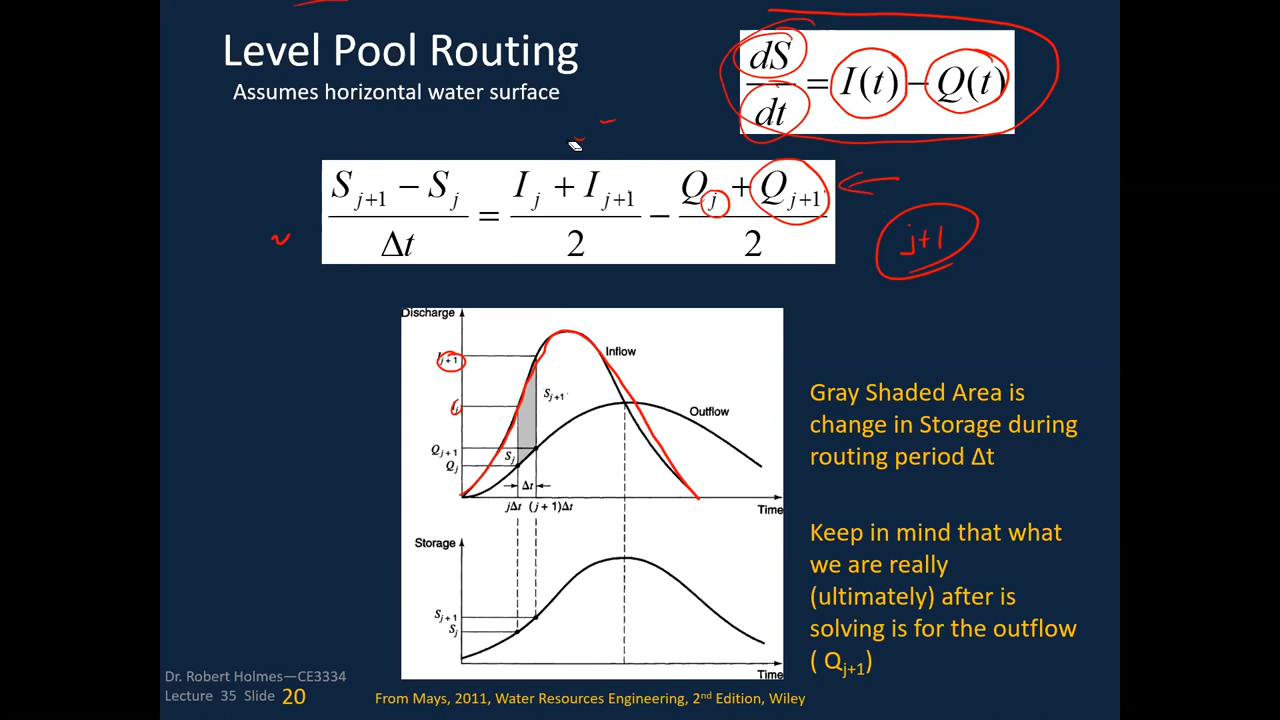 Level Pool Routing
Assumes horizontal water surface
dS/dt = I(t) − Q(t)
(S_{j+1} − S_j)/Δt = (I_j + I_{j+1})/2 − (Q_j + Q_{j+1})/2
j+1
Discharge
I_{j+1}
I_j
Q_{j+1}
Q_j
Inflow
S_{j+1}
Outflow
S_j
Δt
jΔt (j + 1)Δt
Time
Storage
S_{j+1}
S_j
Time
Gray Shaded Area is
change in Storage during
routing period Δt
Keep in mind that what
we are really
(ultimately) after is
solving is for the outflow
( Q_{j+1})
Dr. Robert Holmes—CE3334
Lecture 35 Slide 20
From Mays, 2011, Water Resources Engineering, 2nd Edition, Wiley